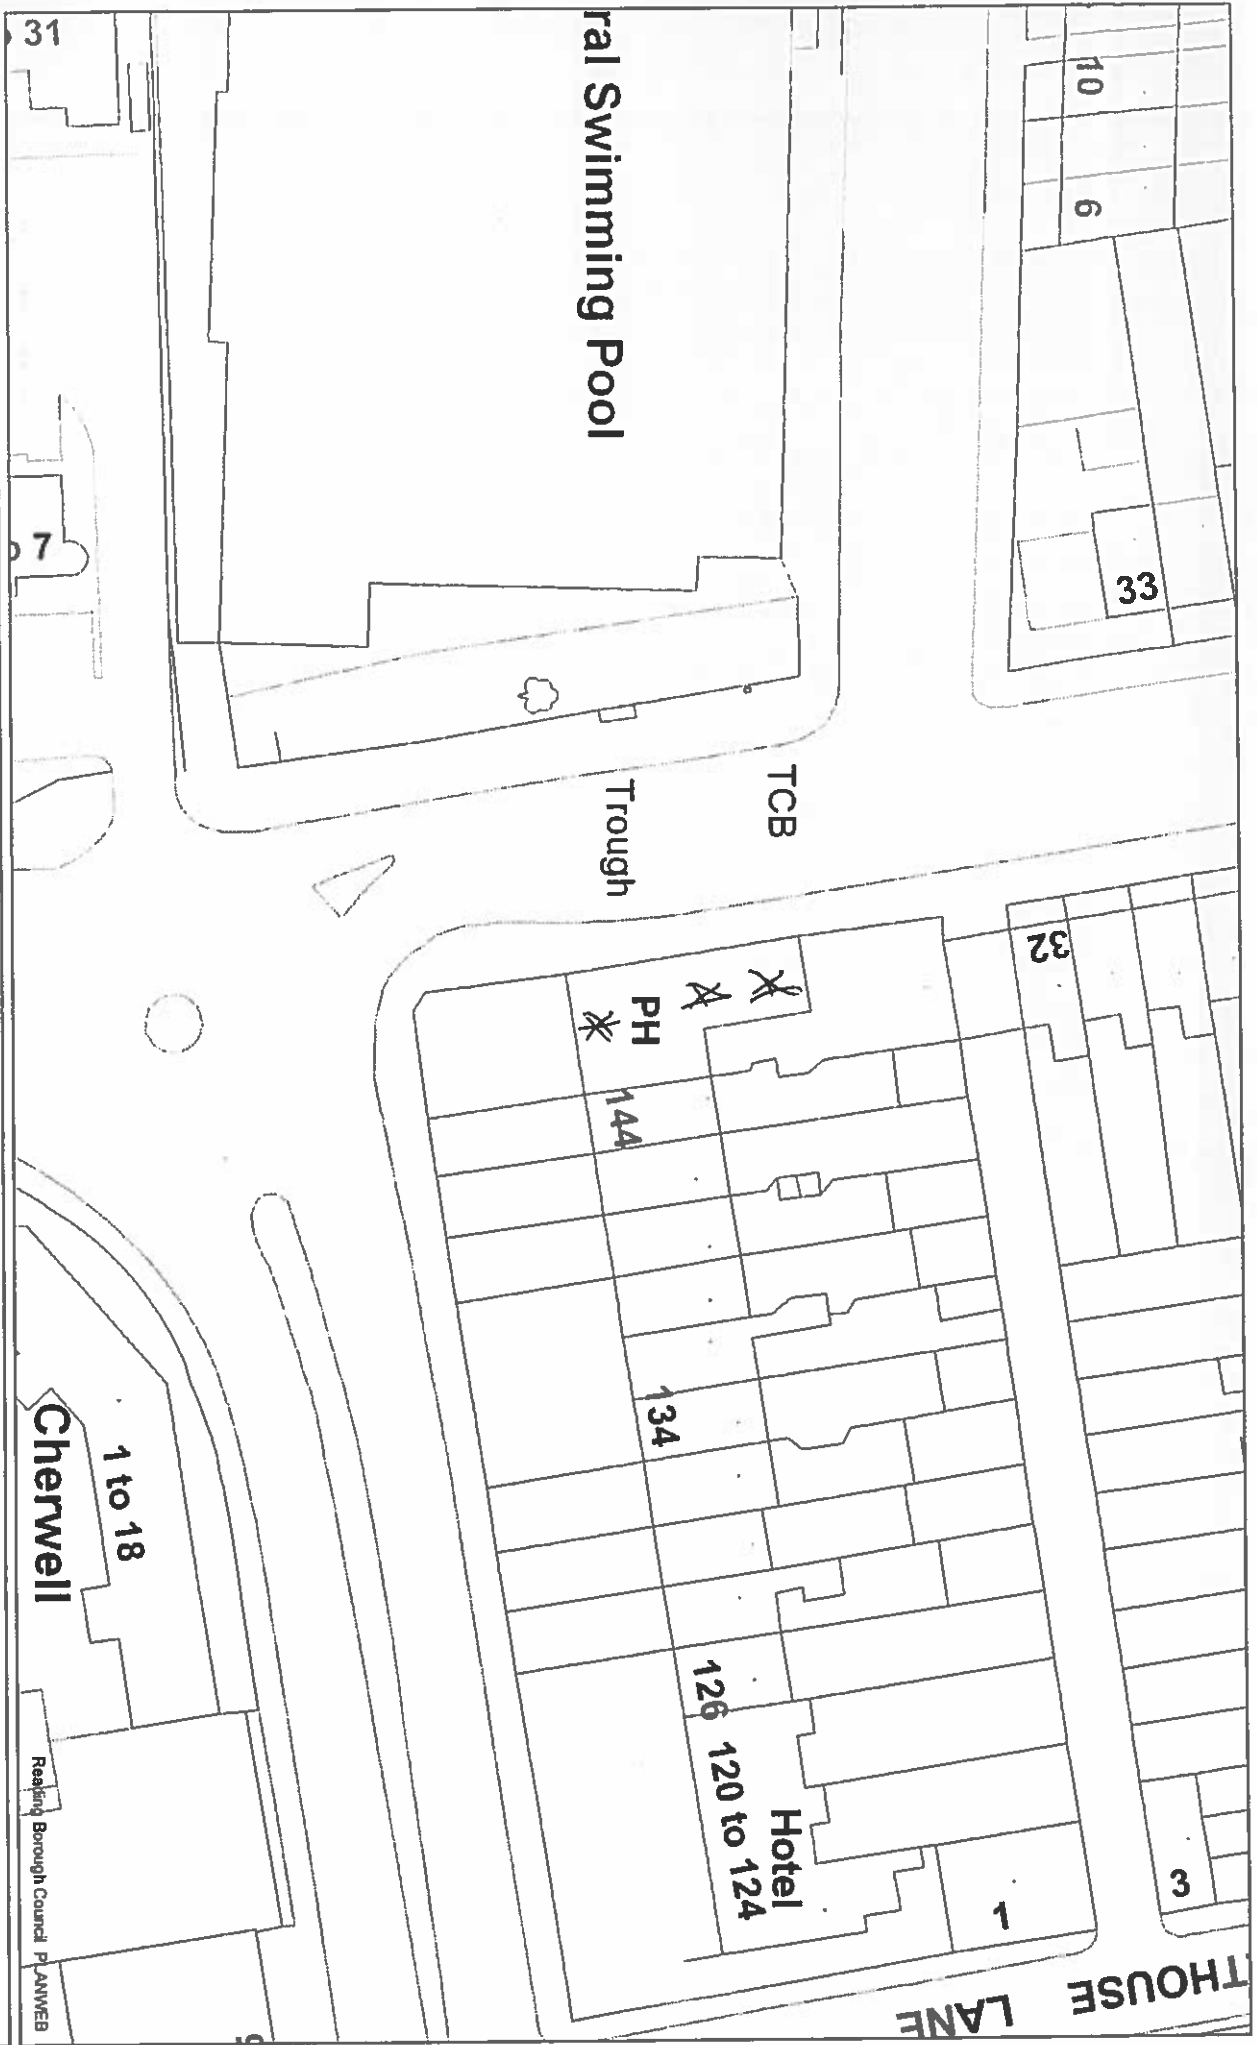 31
ral Swimming Pool
10
6
7
33
TCB
Trough
32
PH
144
134
1 to 18
Cherwell
126
120 to 124
Hotel
1
3
THOUSE LANE
Reading Borough Council PLANWEB